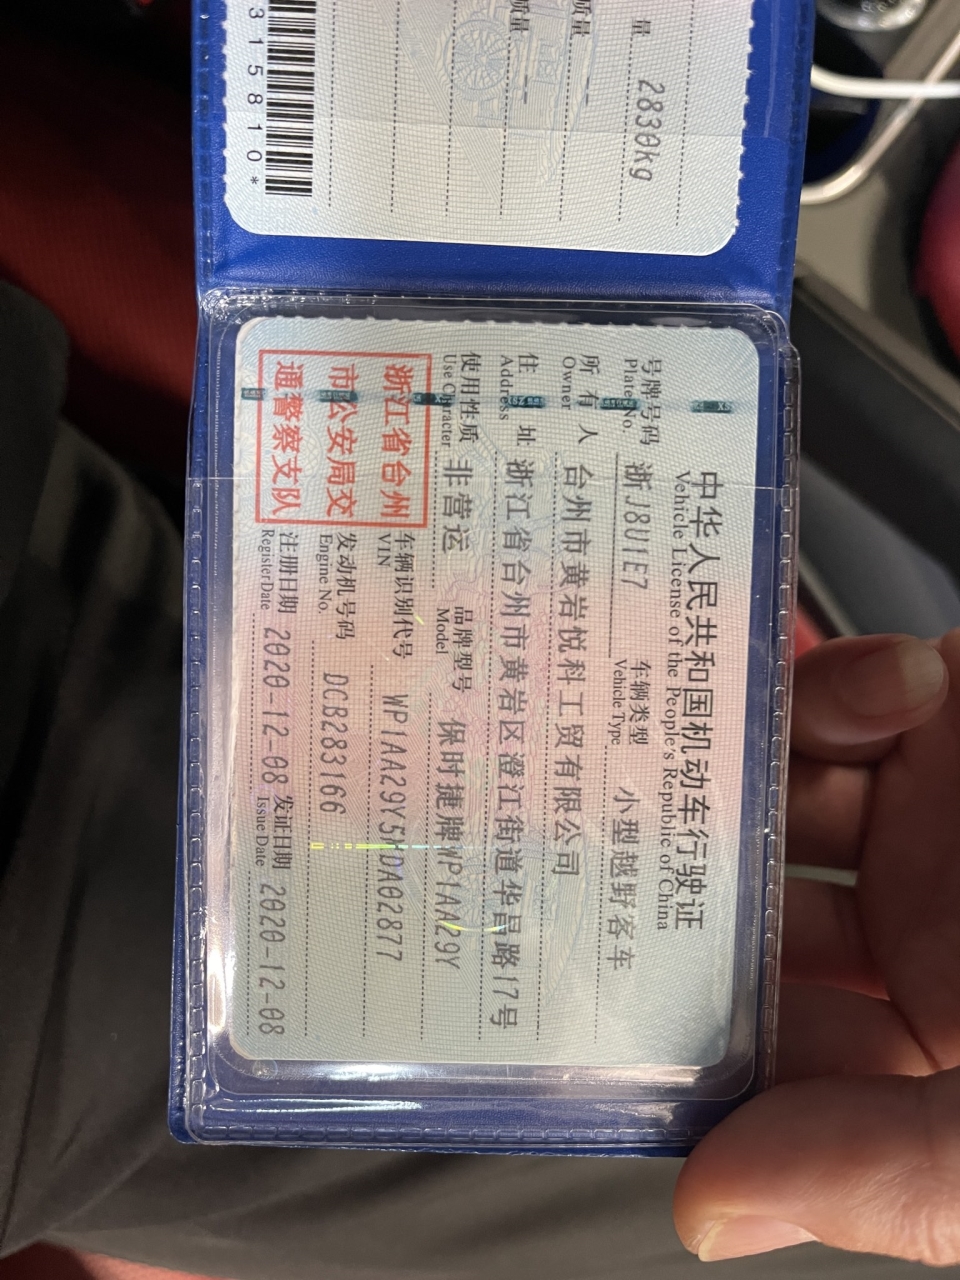 中华人民共和国机动车行驶证
Vehicle License of the People's Republic of China
号牌号码 浙J8U1E7 车辆类型 小型越野客车
Plate No. Vehicle Type
所有人 台州市黄岩悦科工贸有限公司
Owner
住址 浙江省台州市黄岩区澄江街道华昌路17号
Address
使用性质 非营运 品牌型号 保时捷牌WP1AA29Y
Use Character Model
浙江省台州
市公安局交
通警察支队
车辆识别代号 WP1AA29Y5MDA02877
VIN
发动机号码 DCB283166
Engine No.
注册日期 2020-12-08 发证日期 2020-12-08
Register Date Issue Date
量 2830kg
质量 --
质量 --
315810*